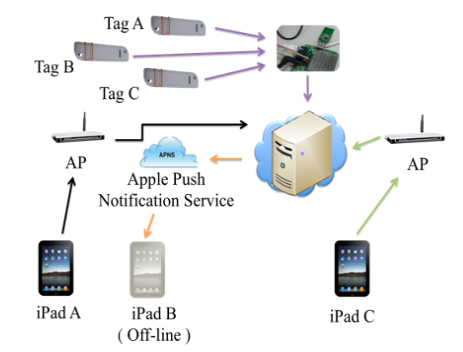 Tag A
Tag B
Tag C
AP
APNS
Apple Push
Notification Service
AP
iPad A
iPad B
( Off-line )
iPad C